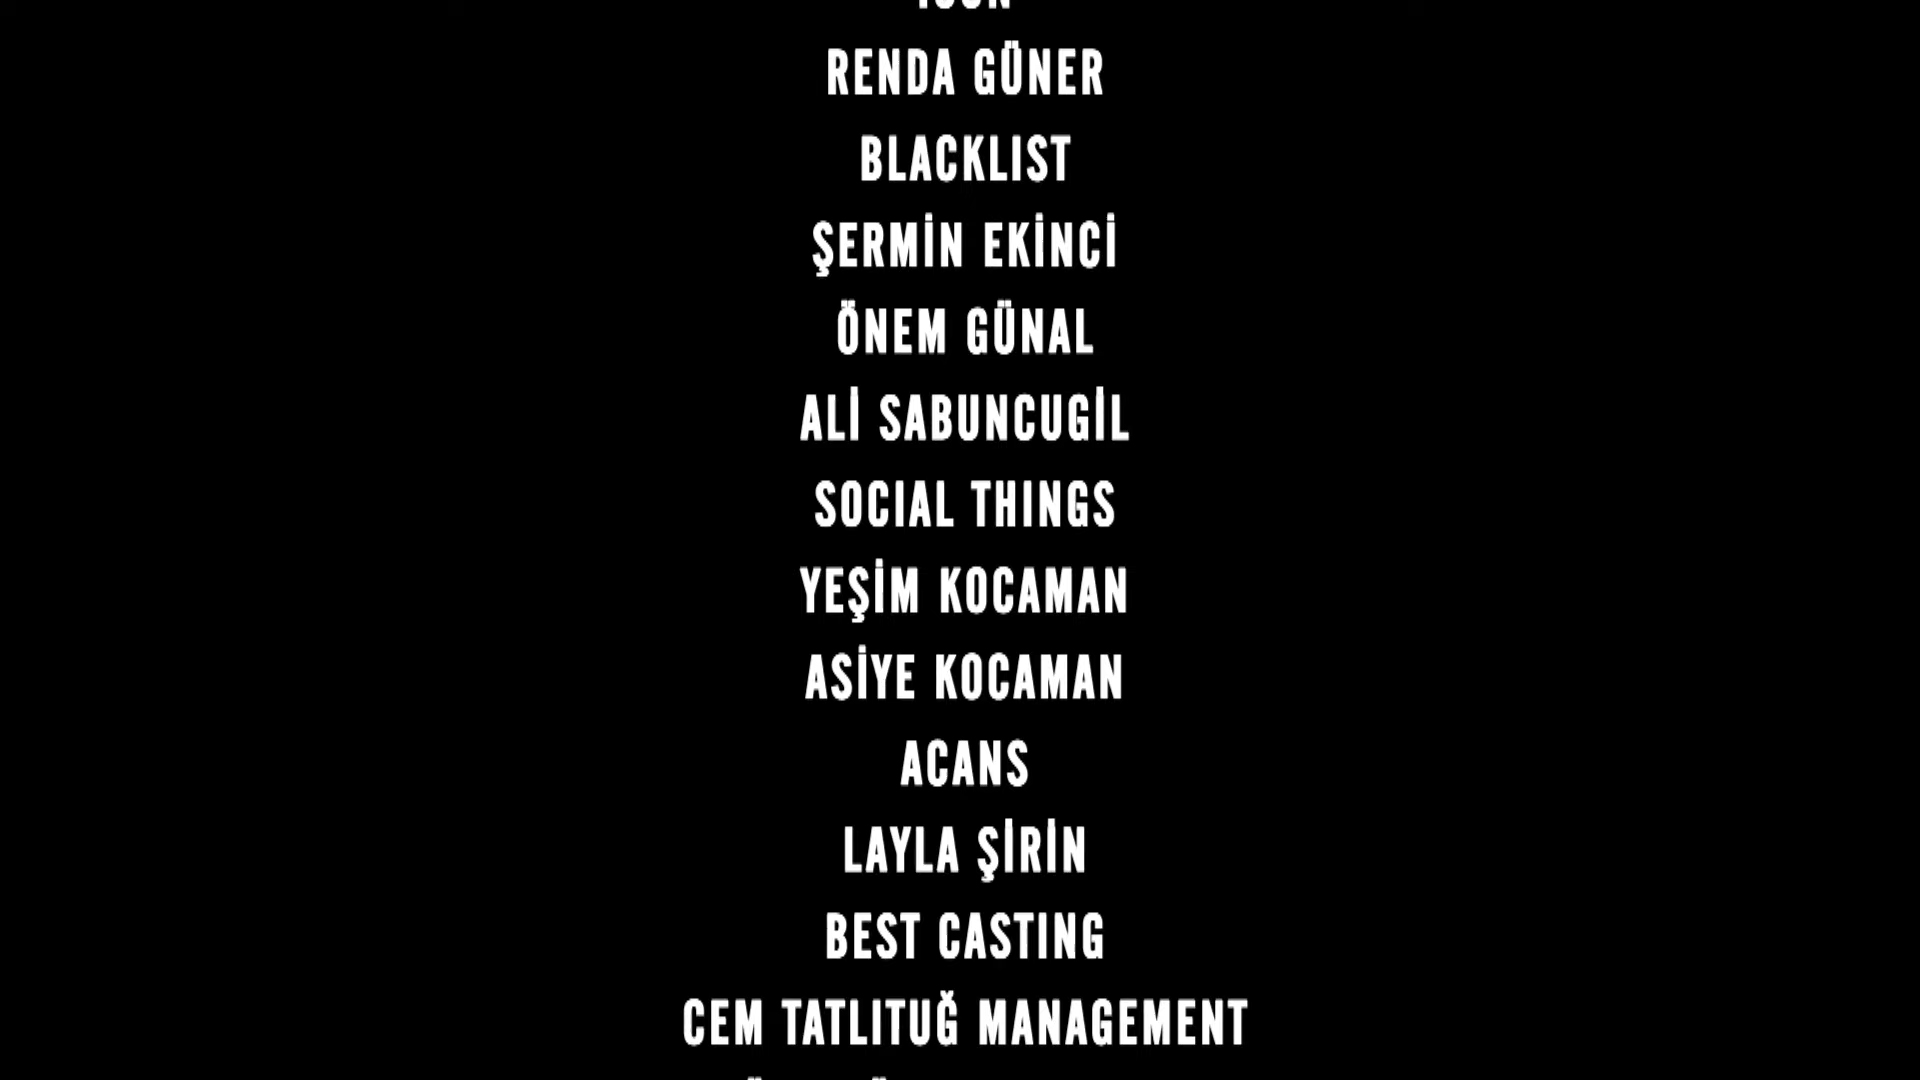 RENDA GÜNER
BLACKLIST
ŞERMİN EKİNCİ
ÖNEM GÜNAL
ALİ SABUNCUGİL
SOCIAL THINGS
YEŞİM KOCAMAN
ASİYE KOCAMAN
ACANS
LAYLA ŞİRİN
BEST CASTING
CEM TATLITUĞ MANAGEMENT